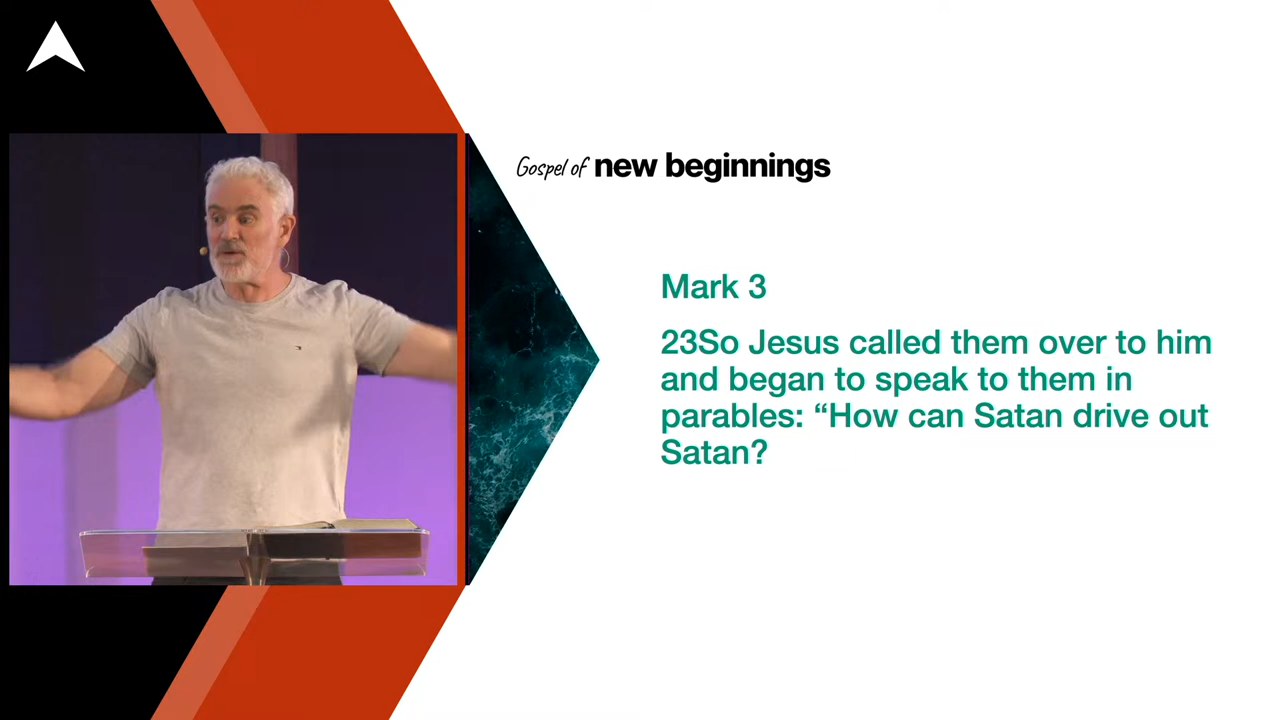 Gospel of new beginnings
Mark 3
23So Jesus called them over to him
and began to speak to them in
parables: “How can Satan drive out
Satan?